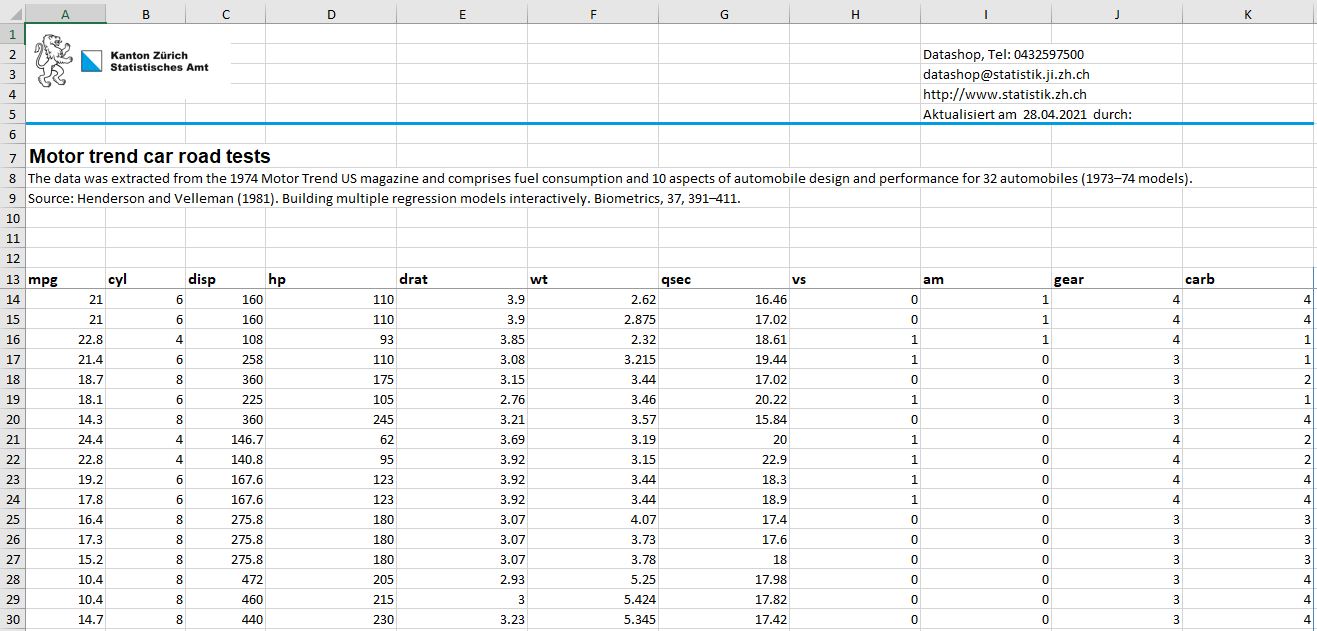 A B C D E F G H I J K
1
2 Kanton Zürich Datashop, Tel: 0432597500
3 Statistisches Amt datashop@statistik.ji.zh.ch
4 http://www.statistik.zh.ch
5 Aktualisiert am 28.04.2021 durch:
6
7 Motor trend car road tests
8 The data was extracted from the 1974 Motor Trend US magazine and comprises fuel consumption and 10 aspects of automobile design and performance for 32 automobiles (1973–74 models).
9 Source: Henderson and Velleman (1981). Building multiple regression models interactively. Biometrics, 37, 391–411.
10
11
12
13 mpg cyl disp hp drat wt qsec vs am gear carb
14 21 6 160 110 3.9 2.62 16.46 0 1 4 4
15 21 6 160 110 3.9 2.875 17.02 0 1 4 4
16 22.8 4 108 93 3.85 2.32 18.61 1 1 4 1
17 21.4 6 258 110 3.08 3.215 19.44 1 0 3 1
18 18.7 8 360 175 3.15 3.44 17.02 0 0 3 2
19 18.1 6 225 105 2.76 3.46 20.22 1 0 3 1
20 14.3 8 360 245 3.21 3.57 15.84 0 0 3 4
21 24.4 4 146.7 62 3.69 3.19 20 1 0 4 2
22 22.8 4 140.8 95 3.92 3.15 22.9 1 0 4 2
23 19.2 6 167.6 123 3.92 3.44 18.3 1 0 4 4
24 17.8 6 167.6 123 3.92 3.44 18.9 1 0 4 4
25 16.4 8 275.8 180 3.07 4.07 17.4 0 0 3 3
26 17.3 8 275.8 180 3.07 3.73 17.6 0 0 3 3
27 15.2 8 275.8 180 3.07 3.78 18 0 0 3 3
28 10.4 8 472 205 2.93 5.25 17.98 0 0 3 4
29 10.4 8 460 215 3 5.424 17.82 0 0 3 4
30 14.7 8 440 230 3.23 5.345 17.42 0 0 3 4